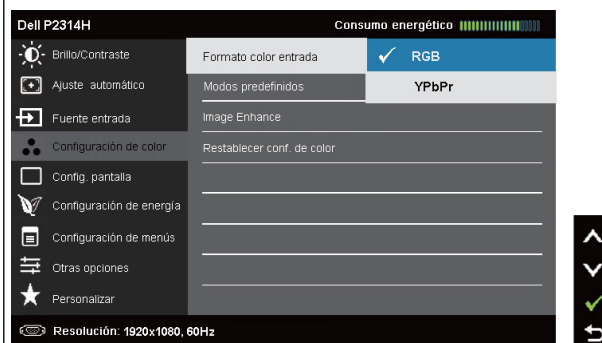 Dell P2314H Consumo energético
Brillo/Contraste Formato color entrada RGB
Ajuste automático Modos predefinidos YPbPr
Fuente entrada Image Enhance
Configuración de color Restablecer conf. de color
Config. pantalla
Configuración de energía
Configuración de menús
Otras opciones
Personalizar
Resolución: 1920x1080, 60Hz